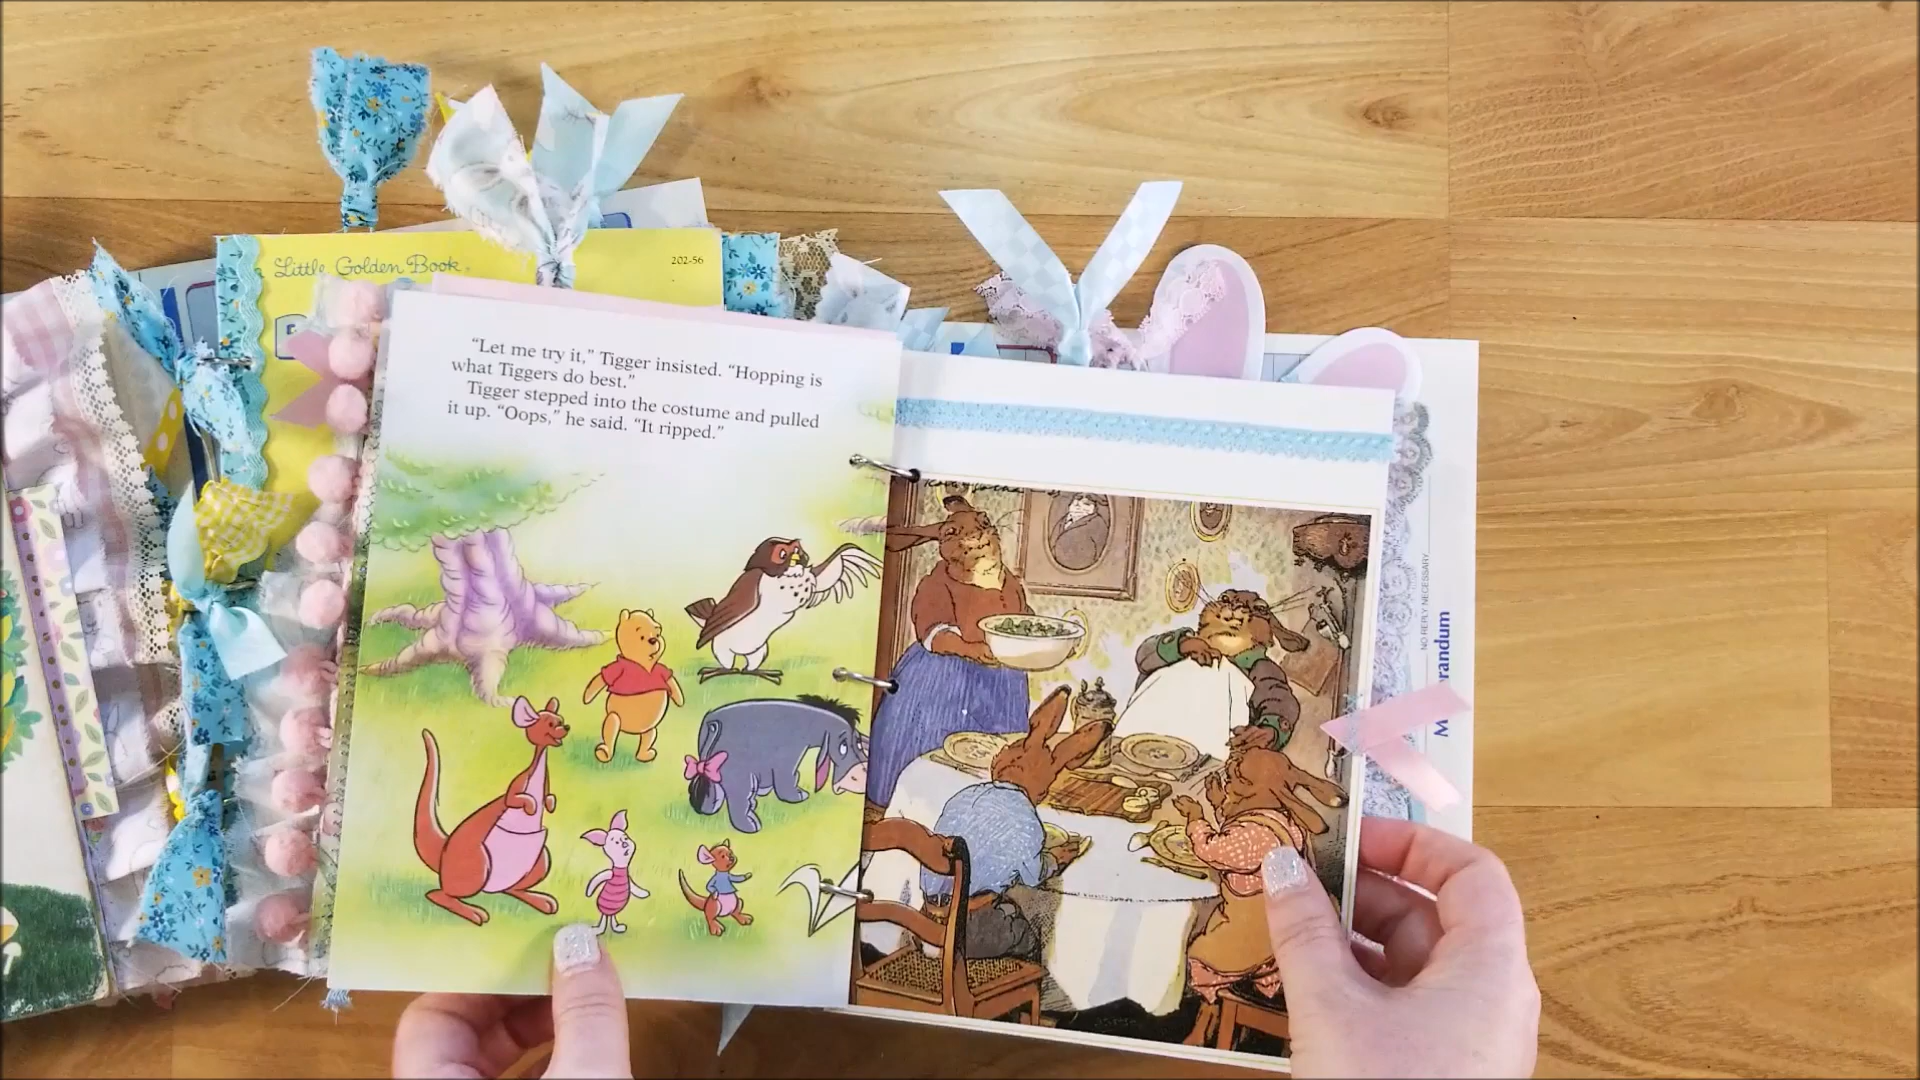 Little Golden Book
202-56
"Let me try it," Tigger insisted. "Hopping is
what Tiggers do best."
Tigger stepped into the costume and pulled
it up. "Oops," he said. "It ripped."
NO REPLY NECESSARY
randum